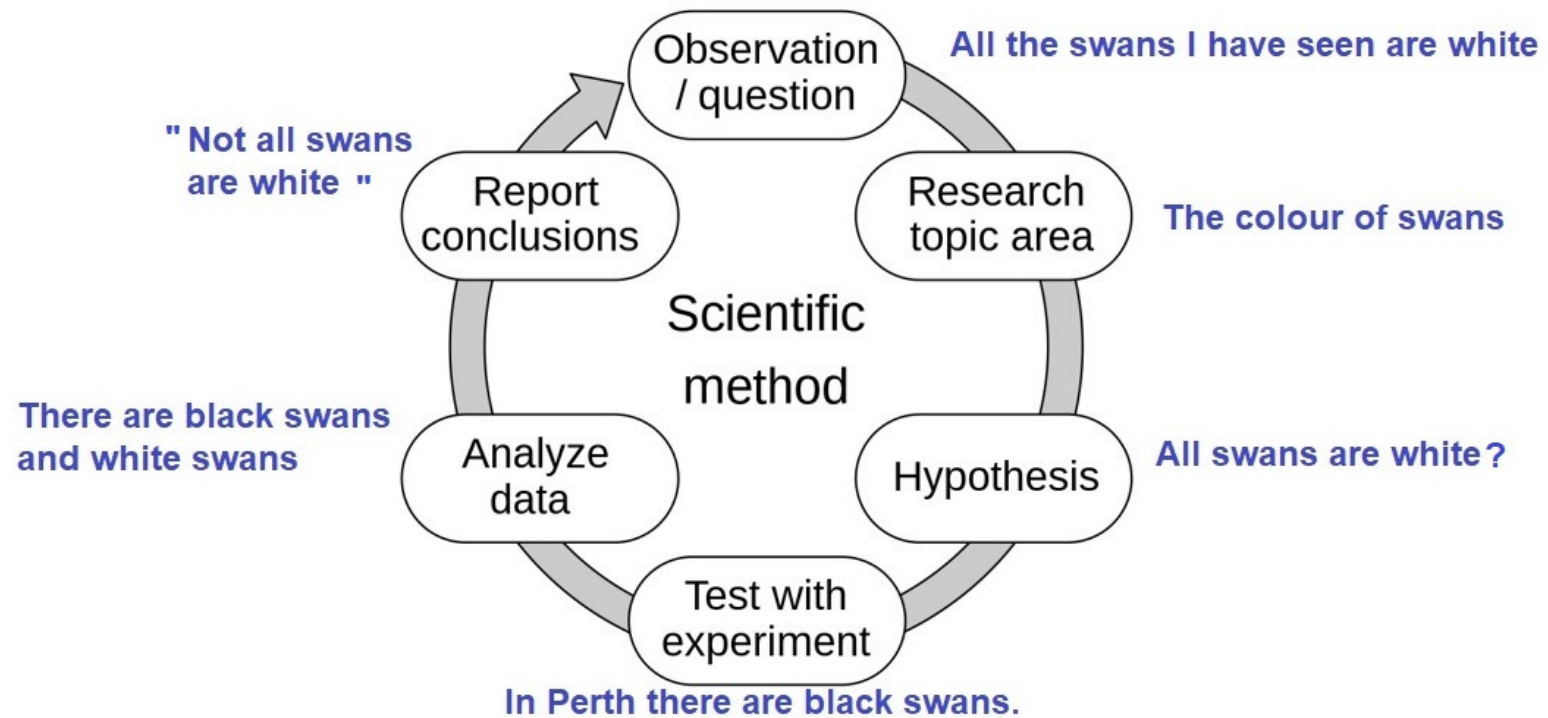 Observation
/ question
All the swans I have seen are white
Research
topic area
The colour of swans
Hypothesis
All swans are white?
Test with
experiment
In Perth there are black swans.
Analyze
data
There are black swans
and white swans
Report
conclusions
" Not all swans
are white "
Scientific
method